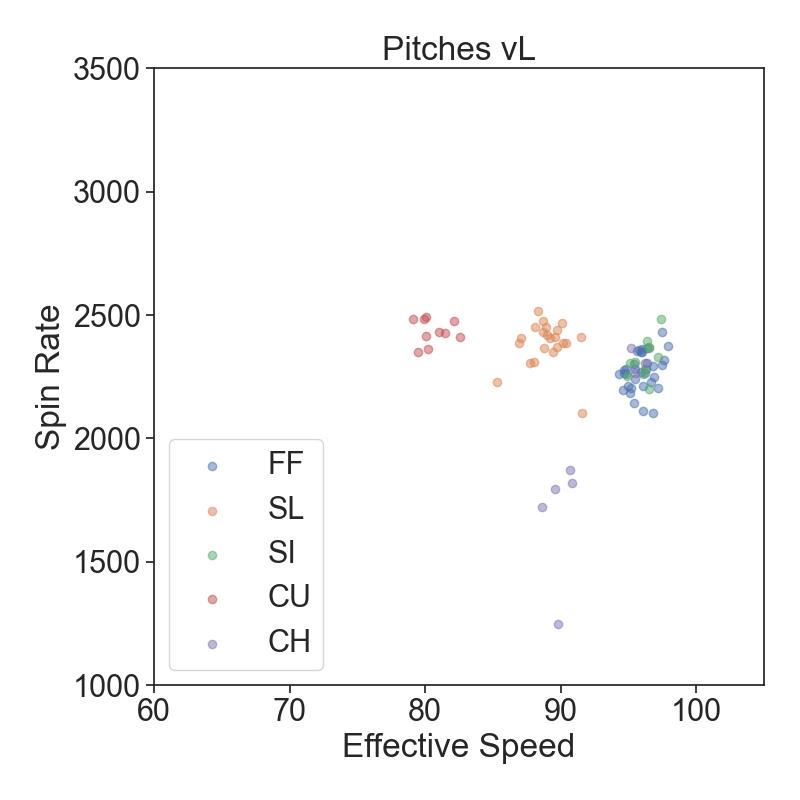 Pitches vL
3500
3000
2500
2000
1500
1000
Spin Rate
FF
SL
SI
CU
CH
60 70 80 90 100
Effective Speed